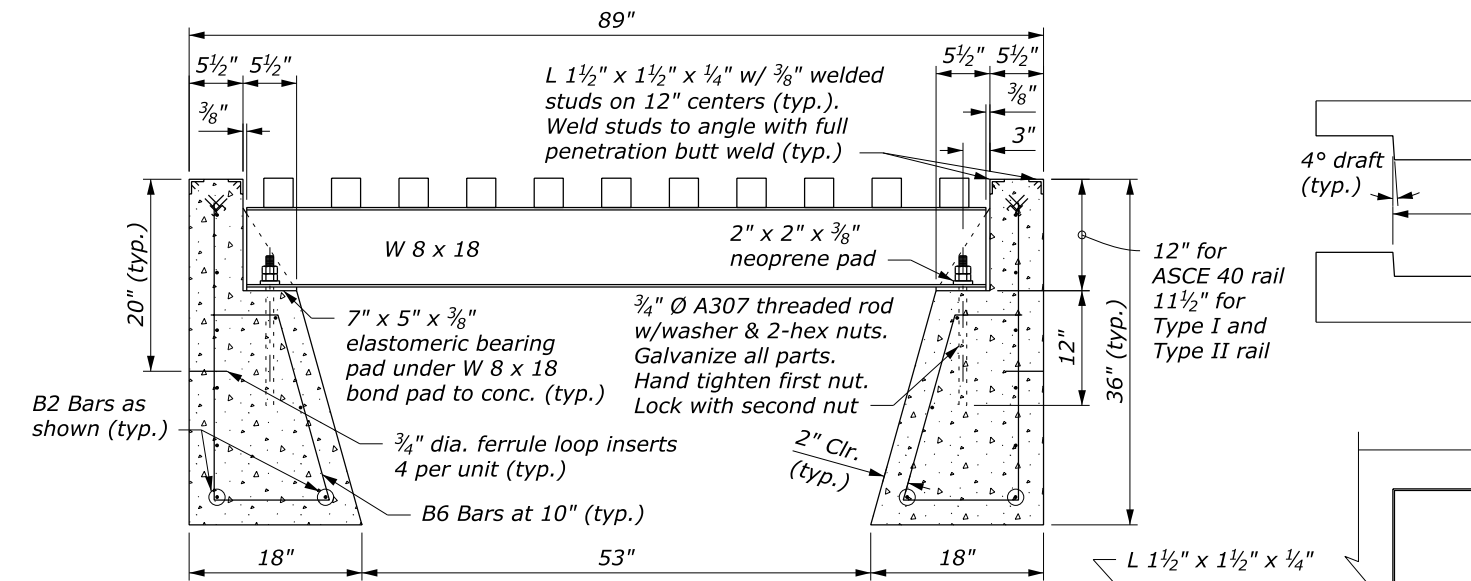 89"
5½" 5½"
5½" 5½"
L 1½" x 1½" x ¼" w/ ⅜" welded
studs on 12" centers (typ.).
Weld studs to angle with full
penetration butt weld (typ.)
⅜"
⅜"
3"
4° draft
(typ.)
W 8 x 18
2" x 2" x ⅜"
neoprene pad
20" (typ.)
12" for
ASCE 40 rail
11½" for
Type I and
Type II rail
7" x 5" x ⅜"
elastomeric bearing
pad under W 8 x 18
bond pad to conc. (typ.)
¾" Ø A307 threaded rod
w/washer & 2-hex nuts.
Galvanize all parts.
Hand tighten first nut.
Lock with second nut
12"
36" (typ.)
B2 Bars as
shown (typ.)
¾" dia. ferrule loop inserts
4 per unit (typ.)
2" Clr.
(typ.)
B6 Bars at 10" (typ.)
18"
53"
18"
L 1½" x 1½" x ¼"